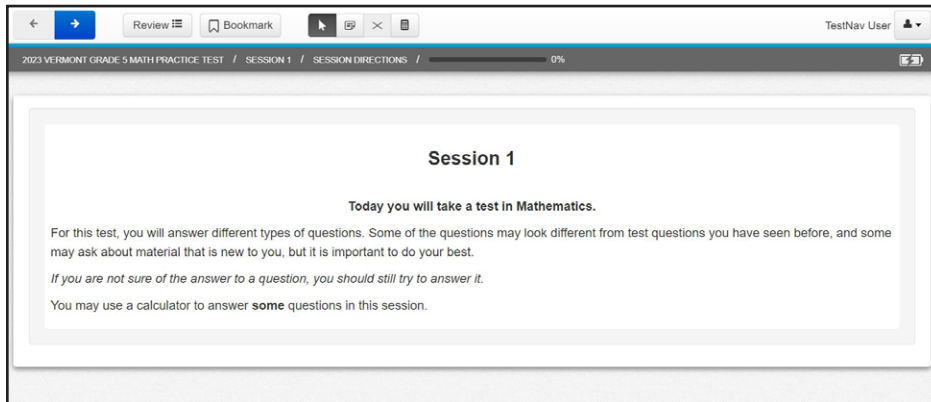 Review
Bookmark
TestNav User
2023 VERMONT GRADE 5 MATH PRACTICE TEST / SESSION 1 / SESSION DIRECTIONS / 0%
Session 1
Today you will take a test in Mathematics.
For this test, you will answer different types of questions. Some of the questions may look different from test questions you have seen before, and some
may ask about material that is new to you, but it is important to do your best.
If you are not sure of the answer to a question, you should still try to answer it.
You may use a calculator to answer some questions in this session.